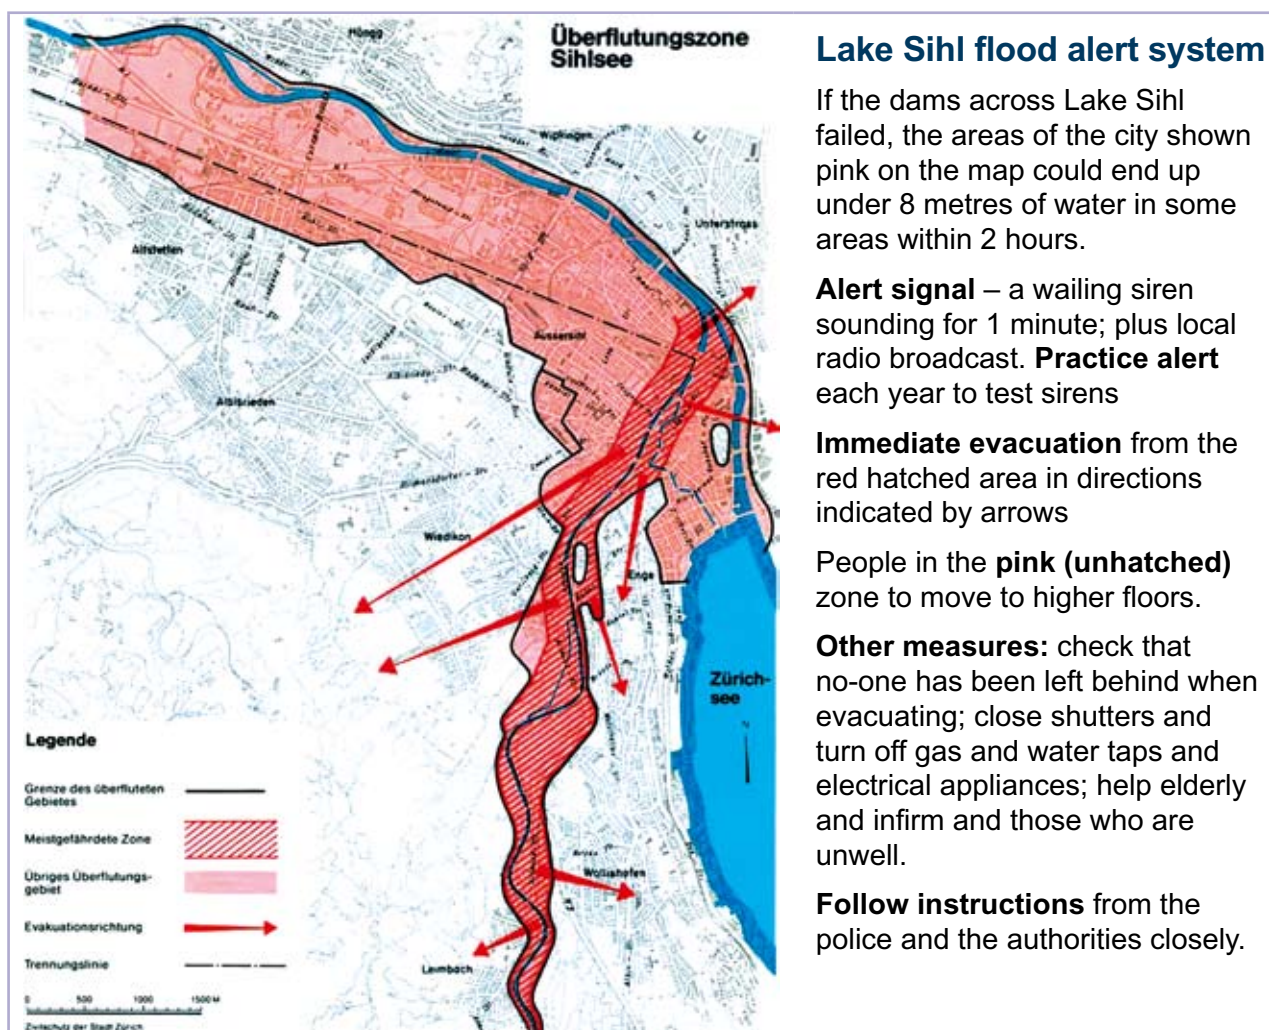 Überflutungszone
Sihlsee
Höngg
Wipkingen
Unterstrass
Altstetten
Aussersihl
Albisrieden
Wiedikon
Enge
Zürich-
see
Wollishofen
Leimbach
Legende
Grenze des überfluteten
Gebietes
Meistgefährdete Zone
Übriges Überflutungs-
gebiet
Evakuationsrichtung
Trennungslinie
0 500 1000 1500 M
Zivilschutz der Stadt Zürich
Lake Sihl flood alert system
If the dams across Lake Sihl
failed, the areas of the city shown
pink on the map could end up
under 8 metres of water in some
areas within 2 hours.
Alert signal – a wailing siren
sounding for 1 minute; plus local
radio broadcast. Practice alert
each year to test sirens
Immediate evacuation from the
red hatched area in directions
indicated by arrows
People in the pink (unhatched)
zone to move to higher floors.
Other measures: check that
no-one has been left behind when
evacuating; close shutters and
turn off gas and water taps and
electrical appliances; help elderly
and infirm and those who are
unwell.
Follow instructions from the
police and the authorities closely.